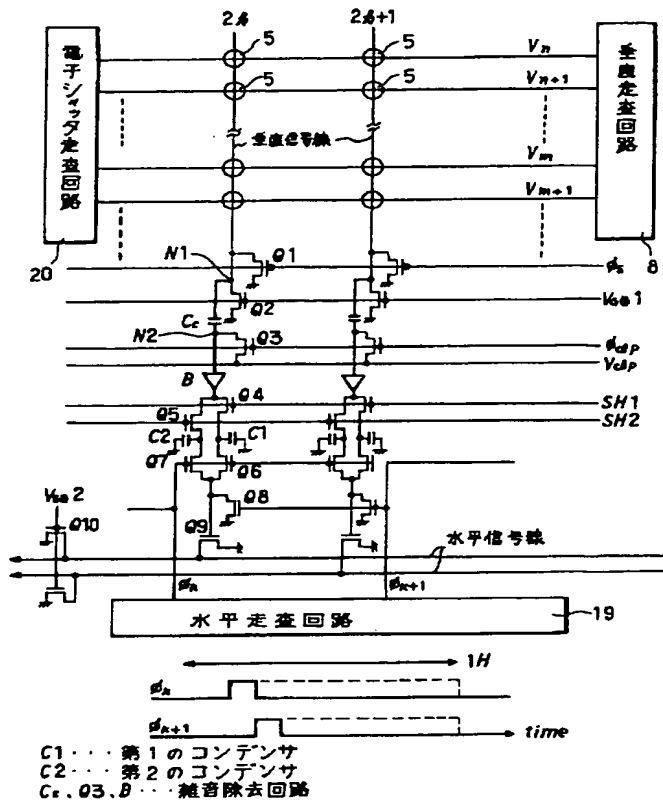 2k 2k+1
5 5
Vn
5 5
Vn+1
垂直信号線
Vm
Vm+1
電子シャッタ走査回路
20
垂直走査回路
8
N1
Q1
φs
Q2
VGG1
Cc
N2
Q3
φclp
Vclp
B
Q4
SH1
Q5
SH2
C2 C1
Q7 Q6
VGG2
Q8
Q10
Q9
水平信号線
φk φk+1
水平走査回路
19
1H
φk
φk+1
time
C1・・・第1のコンデンサ
C2・・・第2のコンデンサ
Cc、Q3、B・・・雑音除去回路